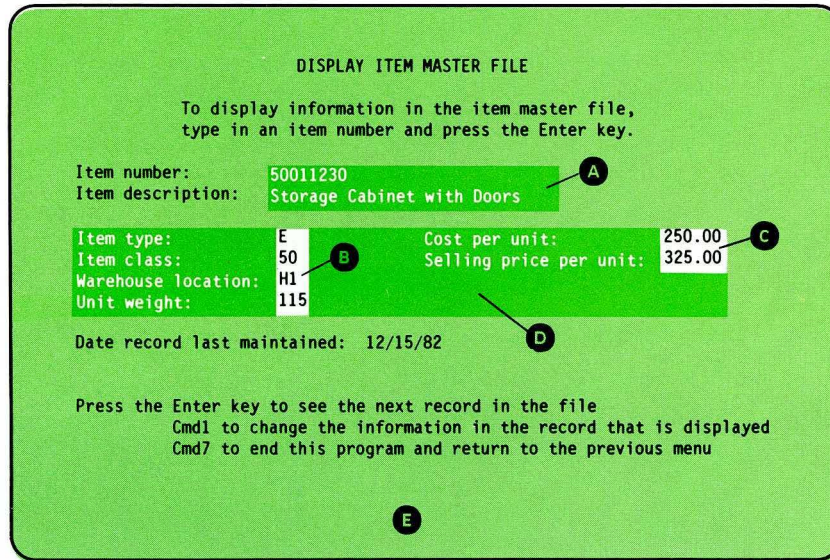 DISPLAY ITEM MASTER FILE
To display information in the item master file,
type in an item number and press the Enter key.
Item number: 50011230
Item description: Storage Cabinet with Doors
A
Item type: E Cost per unit: 250.00
Item class: 50 Selling price per unit: 325.00
Warehouse location: H1
Unit weight: 115
B
C
D
Date record last maintained: 12/15/82
Press the Enter key to see the next record in the file
Cmd1 to change the information in the record that is displayed
Cmd7 to end this program and return to the previous menu
E